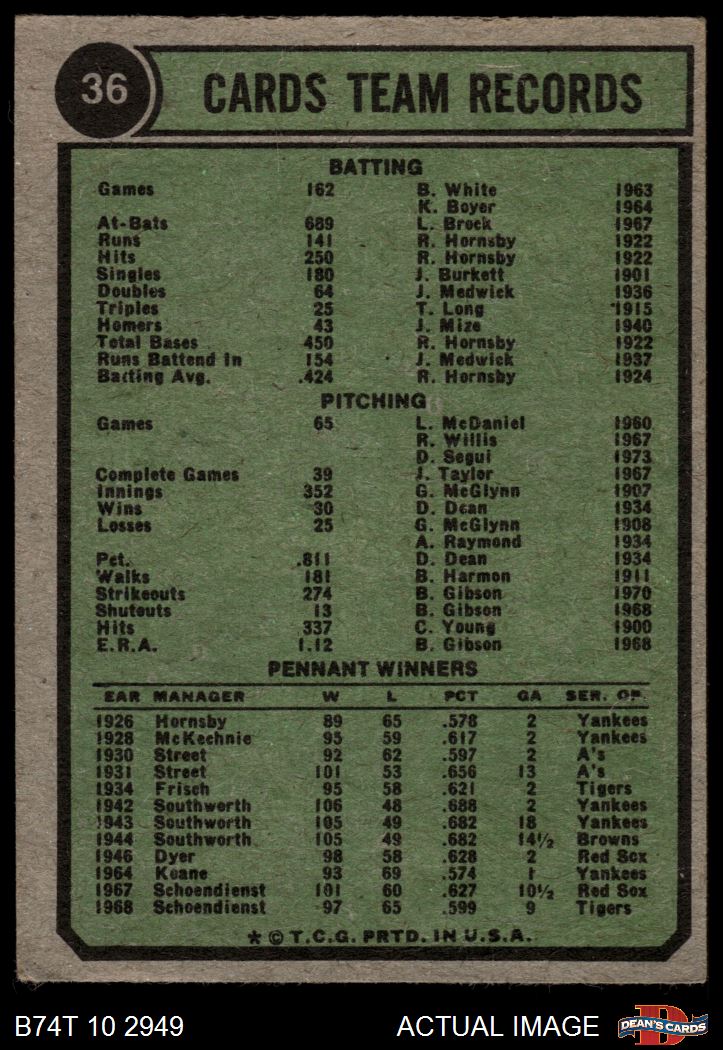 36 CARDS TEAM RECORDS
BATTING
Games 162 B. White 1963
K. Boyer 1964
At-Bats 689 L. Brock 1967
Runs 141 R. Hornsby 1922
Hits 250 R. Hornsby 1922
Singles 180 J. Burkett 1901
Doubles 64 J. Medwick 1936
Triples 25 T. Long 1915
Homers 43 J. Mize 1940
Total Bases 450 R. Hornsby 1922
Runs Battend In 154 J. Medwick 1937
Batting Avg. .424 R. Hornsby 1924
PITCHING
Games 65 L. McDaniel 1960
R. Willis 1967
D. Segui 1973
Complete Games 39 J. Taylor 1967
Innings 352 G. McGlynn 1907
Wins 30 D. Dean 1934
Losses 25 G. McGlynn 1908
A. Raymond 1934
Pct. .811 D. Dean 1934
Walks 181 B. Harmon 1911
Strikeouts 274 B. Gibson 1970
Shutouts 13 B. Gibson 1968
Hits 337 C. Young 1900
E.R.A. 1.12 B. Gibson 1968
PENNANT WINNERS
EAR MANAGER W L PCT GA SER. OP.
1926 Hornsby 89 65 .578 2 Yankees
1928 McKechnie 95 59 .617 2 Yankees
1930 Street 92 62 .597 2 A's
1931 Street 101 53 .656 13 A's
1934 Frisch 95 58 .621 2 Tigers
1942 Southworth 106 48 .688 2 Yankees
1943 Southworth 105 49 .682 18 Yankees
1944 Southworth 105 49 .682 14½ Browns
1946 Dyer 98 58 .628 2 Red Sox
1964 Keane 93 69 .574 1 Yankees
1967 Schoendienst 101 60 .627 10½ Red Sox
1968 Schoendienst 97 65 .599 9 Tigers
* © T.C.G. PRTD. IN U.S.A.
B74T 10 2949 ACTUAL IMAGE D DEAN'S CARDS